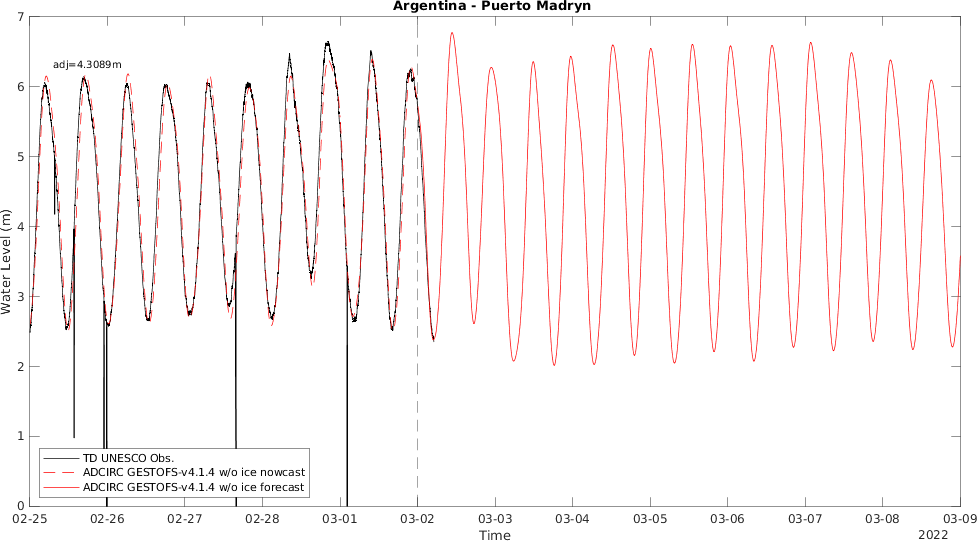 Argentina - Puerto Madryn
adj=4.3089m
Water Level (m)
7
6
5
4
3
2
1
0
TD UNESCO Obs.
ADCIRC GESTOFS-v4.1.4 w/o ice nowcast
ADCIRC GESTOFS-v4.1.4 w/o ice forecast
02-25 02-26 02-27 02-28 03-01 03-02 03-03 03-04 03-05 03-06 03-07 03-08 03-09
Time
2022